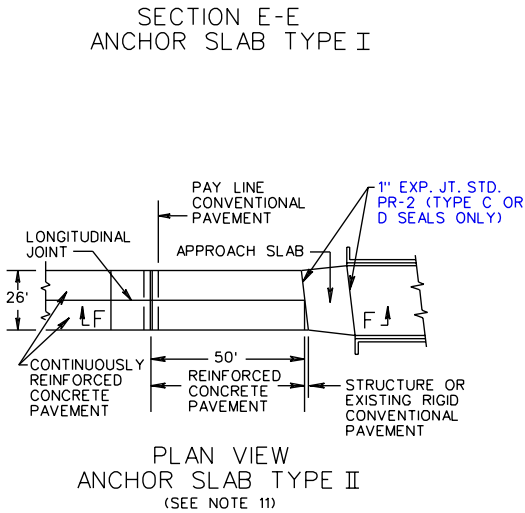 SECTION E-E
ANCHOR SLAB TYPE I
PAY LINE
CONVENTIONAL
PAVEMENT
1" EXP. JT. STD.
PR-2 (TYPE C OR
D SEALS ONLY)
LONGITUDINAL
JOINT
APPROACH SLAB
26'
F
F
50'
CONTINUOUSLY
REINFORCED
CONCRETE
PAVEMENT
REINFORCED
CONCRETE
PAVEMENT
STRUCTURE OR
EXISTING RIGID
CONVENTIONAL
PAVEMENT
PLAN VIEW
ANCHOR SLAB TYPE II
(SEE NOTE 11)